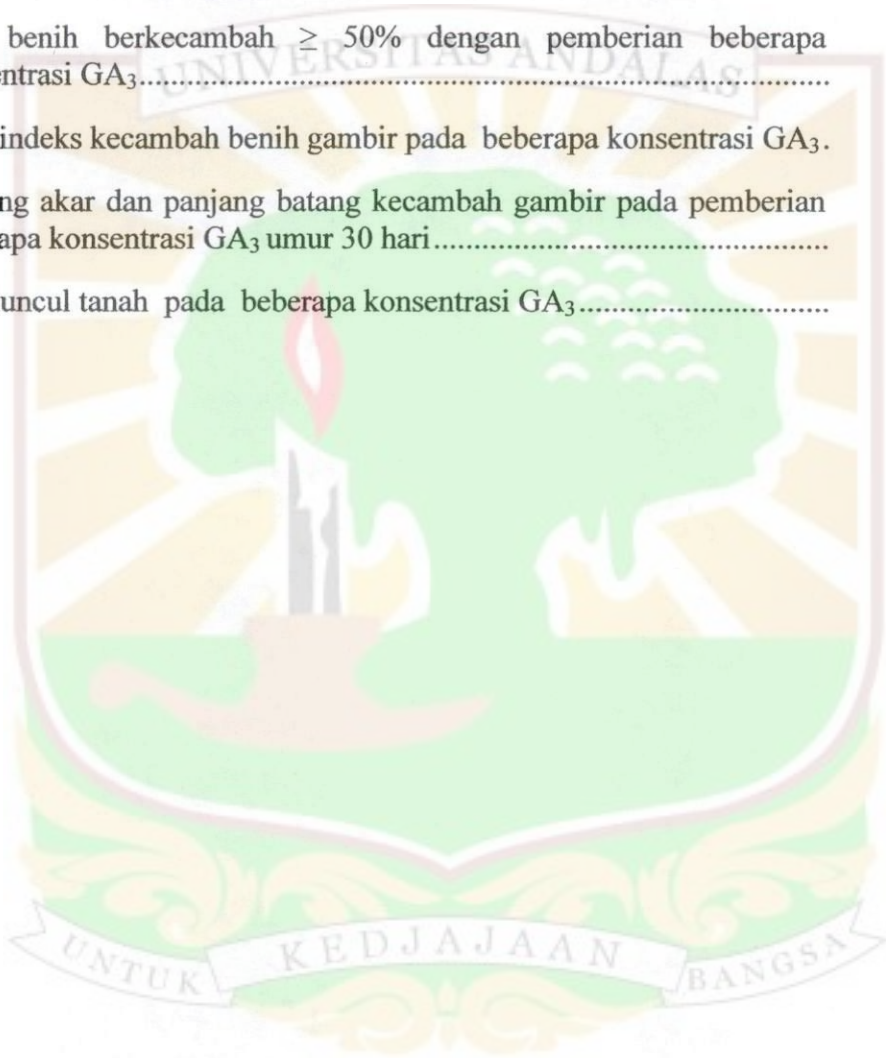 benih berkecambah ≥ 50% dengan pemberian beberapa
entrasi GA₃............................................................
UNIVERSITAS ANDALAS
indeks kecambah benih gambir pada beberapa konsentrasi GA₃.
ng akar dan panjang batang kecambah gambir pada pemberian
apa konsentrasi GA₃ umur 30 hari............................................
uncul tanah pada beberapa konsentrasi GA₃............................
UNTUK KEDJAJAAN BANGSA